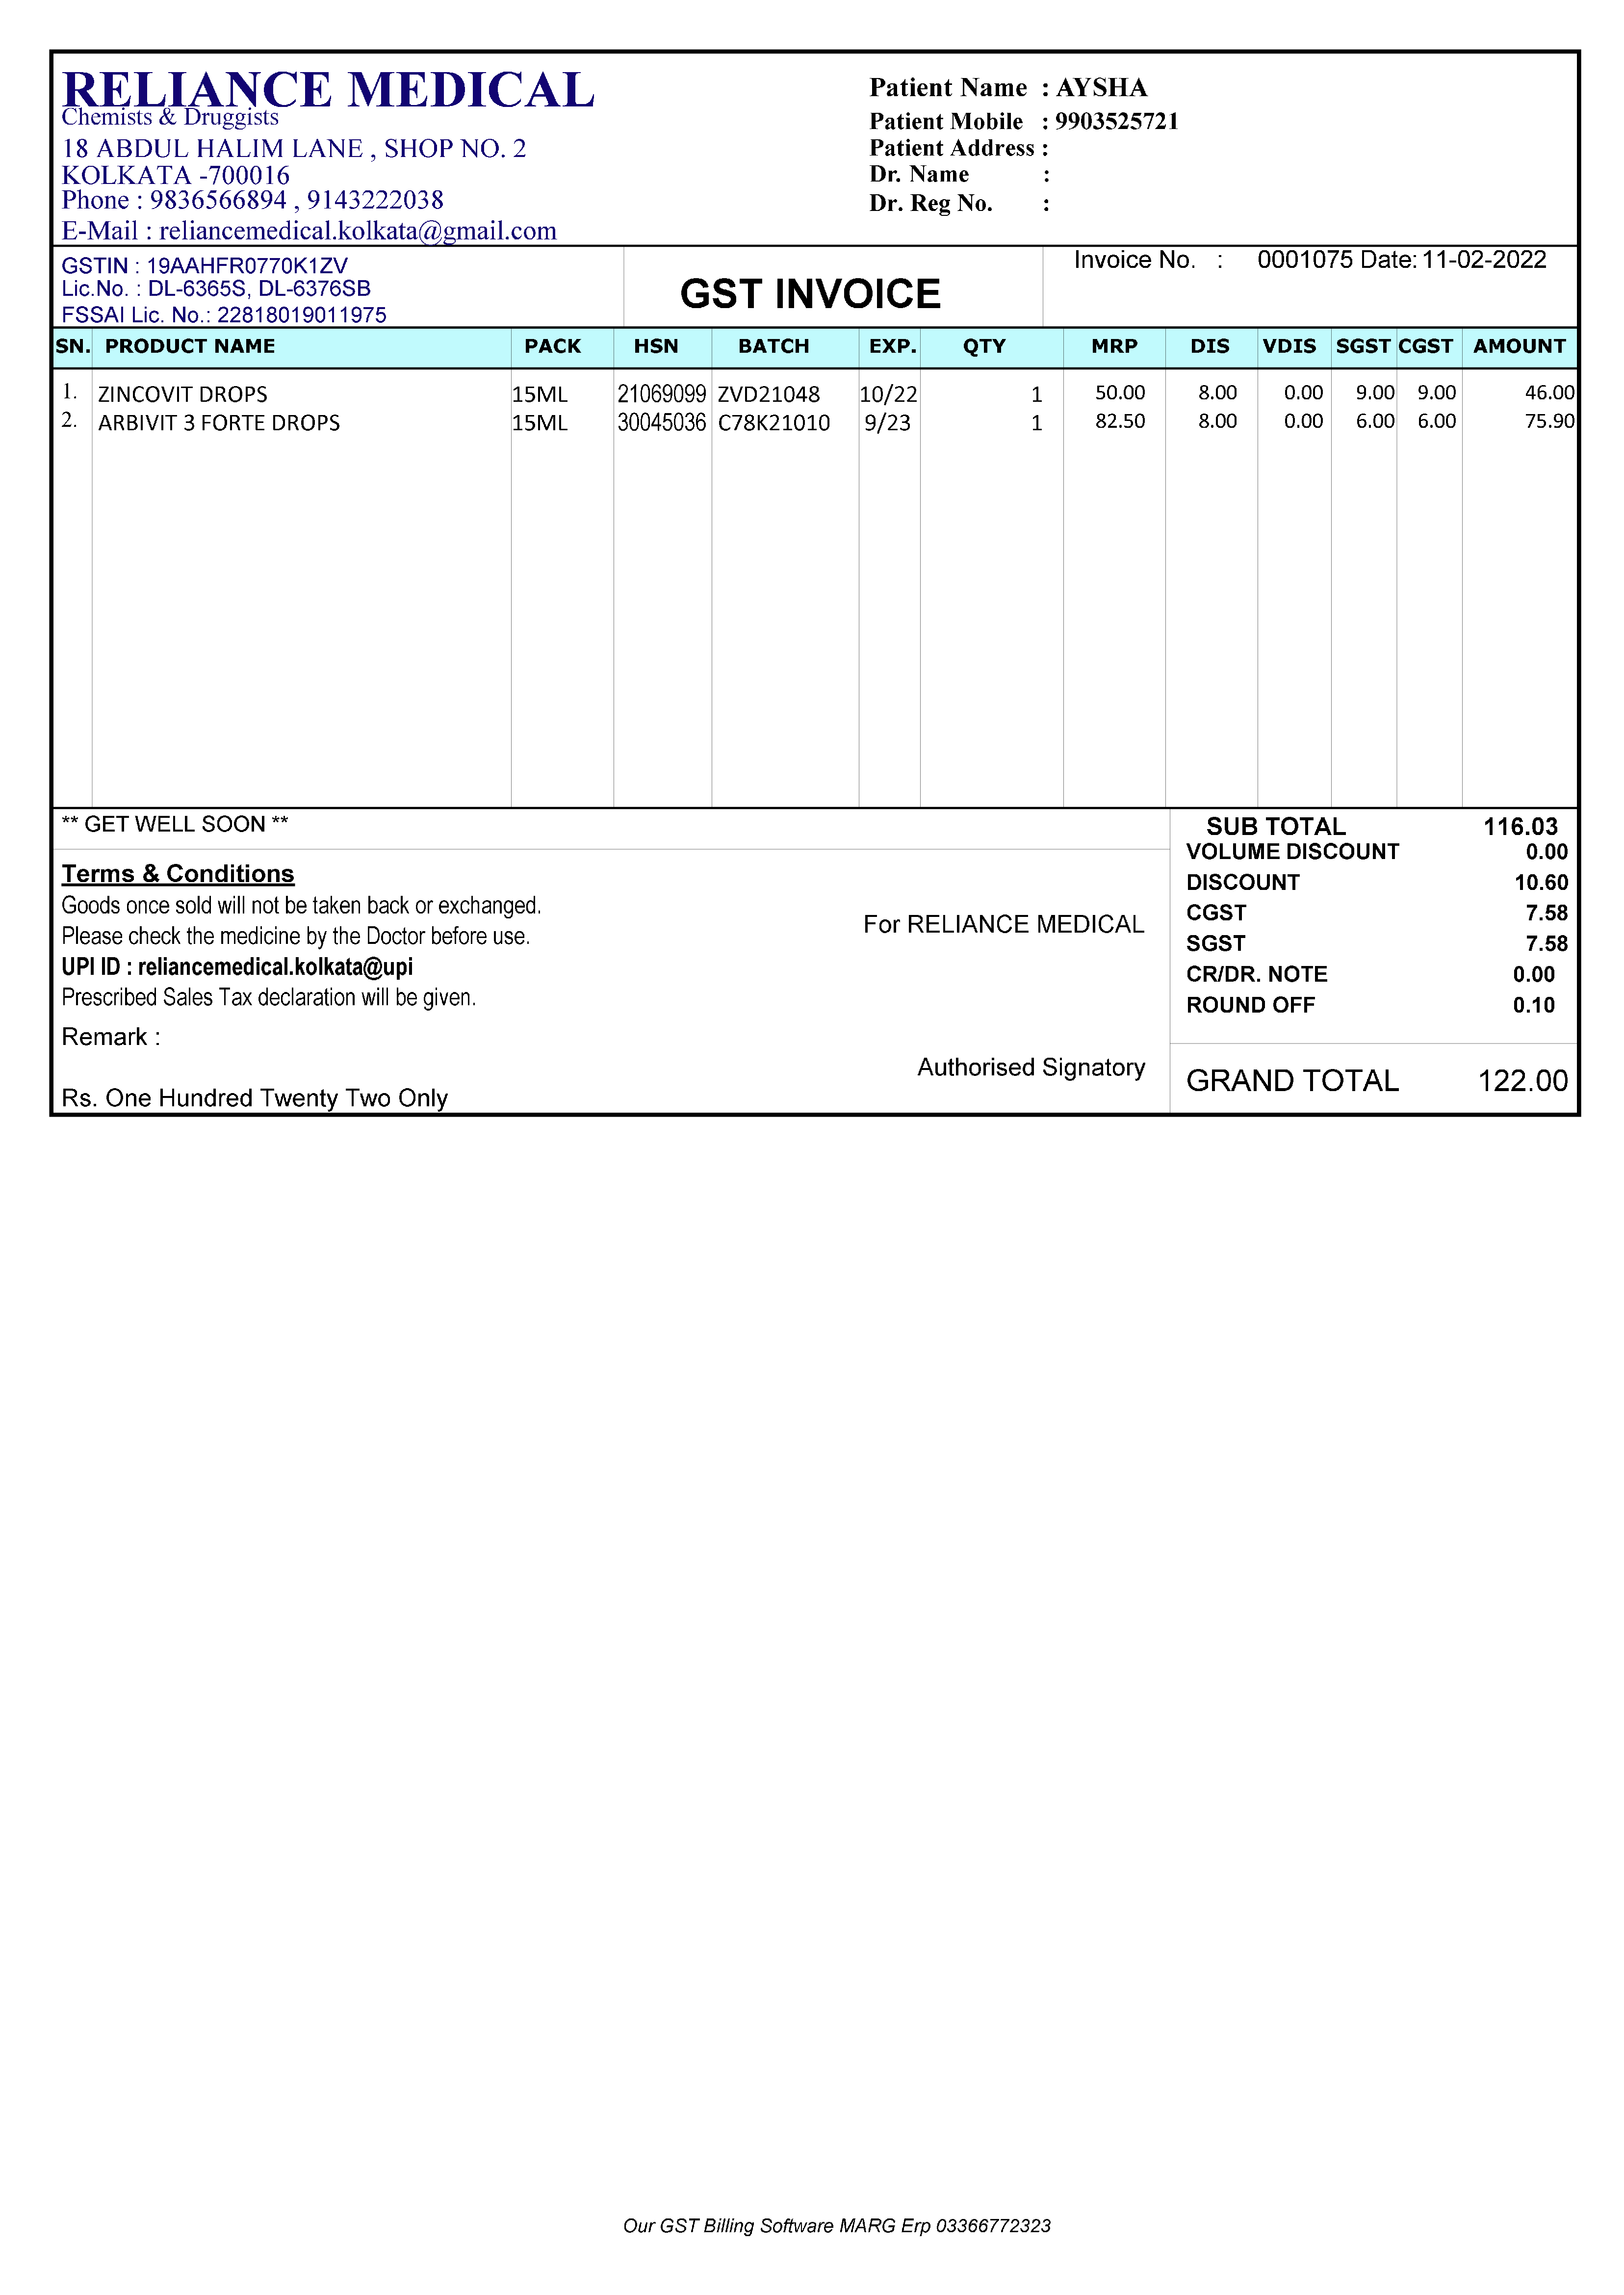 RELIANCE MEDICAL
Chemists & Druggists
18 ABDUL HALIM LANE , SHOP NO. 2
KOLKATA -700016
Phone : 9836566894 , 9143222038
E-Mail : reliancemedical.kolkata@gmail.com
Patient Name : AYSHA
Patient Mobile : 9903525721
Patient Address :
Dr. Name :
Dr. Reg No. :
GSTIN : 19AAHFR0770K1ZV
Lic.No. : DL-6365S, DL-6376SB
FSSAI Lic. No.: 22818019011975
GST INVOICE
Invoice No. : 0001075 Date: 11-02-2022
SN. PRODUCT NAME PACK HSN BATCH EXP. QTY MRP DIS VDIS SGST CGST AMOUNT
1. ZINCOVIT DROPS 15ML 21069099 ZVD21048 10/22 1 50.00 8.00 0.00 9.00 9.00 46.00
2. ARBIVIT 3 FORTE DROPS 15ML 30045036 C78K21010 9/23 1 82.50 8.00 0.00 6.00 6.00 75.90
** GET WELL SOON **
Terms & Conditions
Goods once sold will not be taken back or exchanged.
Please check the medicine by the Doctor before use.
UPI ID : reliancemedical.kolkata@upi
Prescribed Sales Tax declaration will be given.
Remark :
Rs. One Hundred Twenty Two Only
For RELIANCE MEDICAL
Authorised Signatory
SUB TOTAL 116.03
VOLUME DISCOUNT 0.00
DISCOUNT 10.60
CGST 7.58
SGST 7.58
CR/DR. NOTE 0.00
ROUND OFF 0.10
GRAND TOTAL 122.00
Our GST Billing Software MARG Erp 03366772323